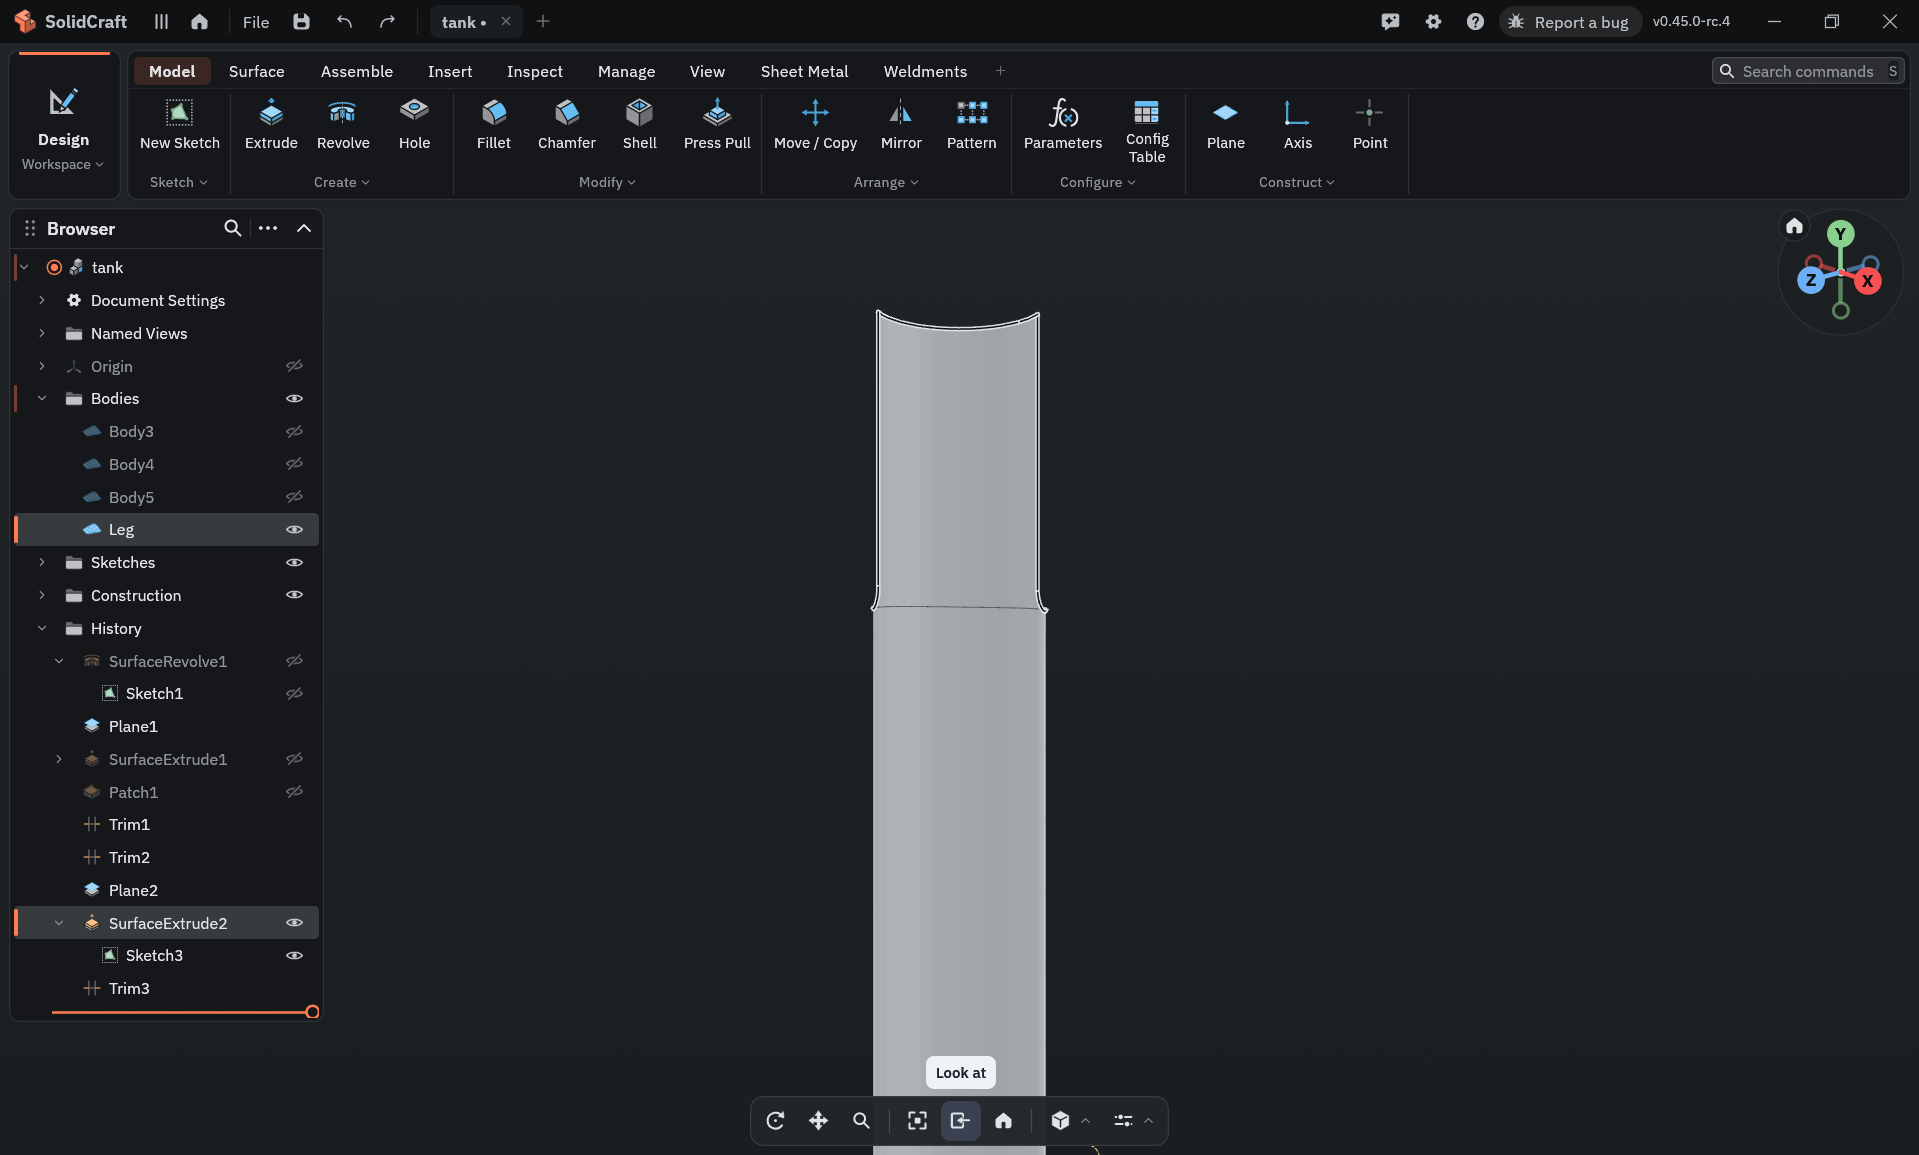 SolidCraft
File
tank •
Report a bug
v0.45.0-rc.4
Design
Workspace
Model
Surface
Assemble
Insert
Inspect
Manage
View
Sheet Metal
Weldments
Search commands S
New Sketch
Extrude
Revolve
Hole
Fillet
Chamfer
Shell
Press Pull
Move / Copy
Mirror
Pattern
Parameters
Config
Table
Plane
Axis
Point
Sketch
Create
Modify
Arrange
Configure
Construct
Browser
tank
Document Settings
Named Views
Origin
Bodies
Body3
Body4
Body5
Leg
Sketches
Construction
History
SurfaceRevolve1
Sketch1
Plane1
SurfaceExtrude1
Patch1
Trim1
Trim2
Plane2
SurfaceExtrude2
Sketch3
Trim3
Y
Z
X
Look at